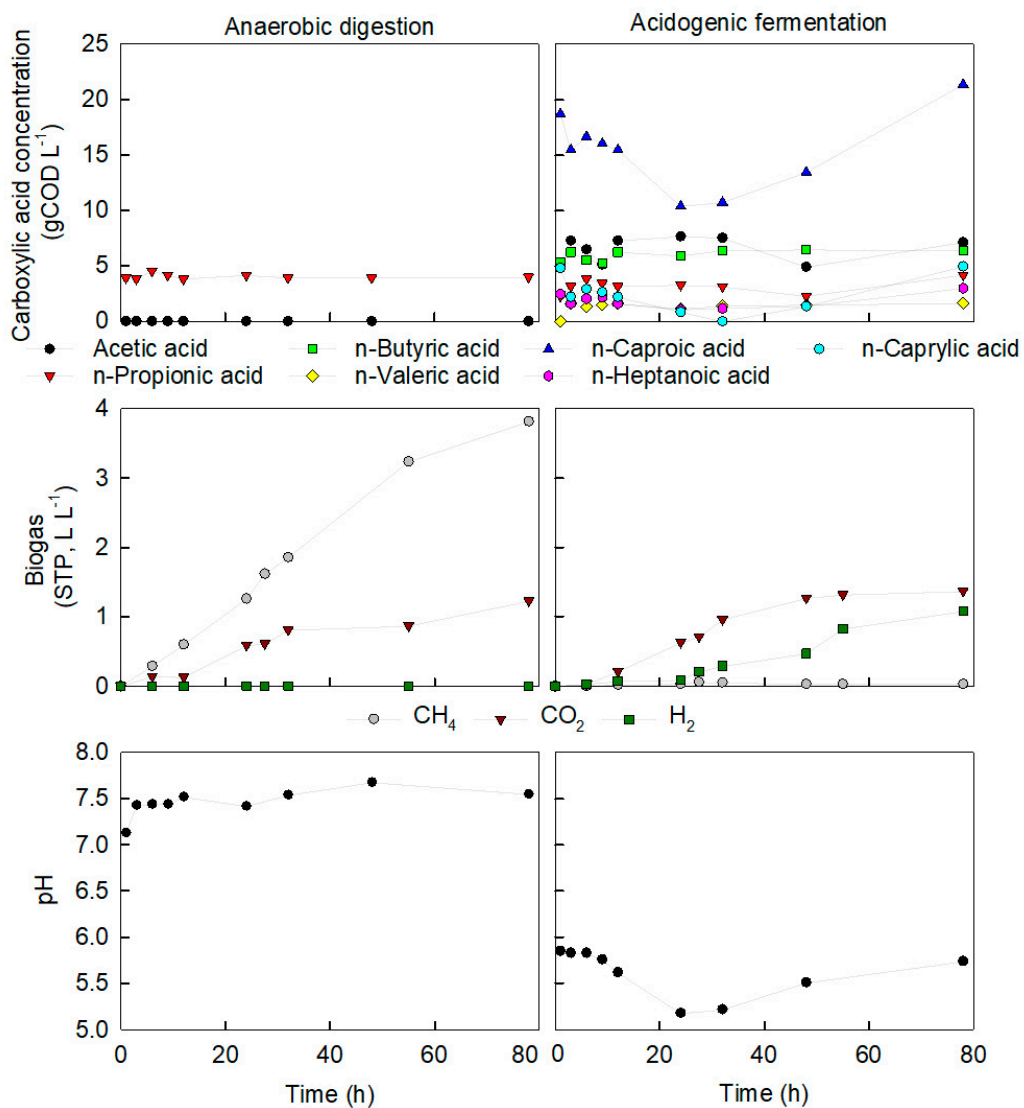 Anaerobic digestion
Acidogenic fermentation
Carboxylic acid concentration
(gCOD L⁻¹)
25
20
15
10
5
0
Acetic acid
n-Butyric acid
n-Caproic acid
n-Caprylic acid
n-Propionic acid
n-Valeric acid
n-Heptanoic acid
Biogas
(STP, L L⁻¹)
4
3
2
1
0
CH₄
CO₂
H₂
pH
8.0
7.5
7.0
6.5
6.0
5.5
5.0
0 20 40 60 80
0 20 40 60 80
Time (h)
Time (h)